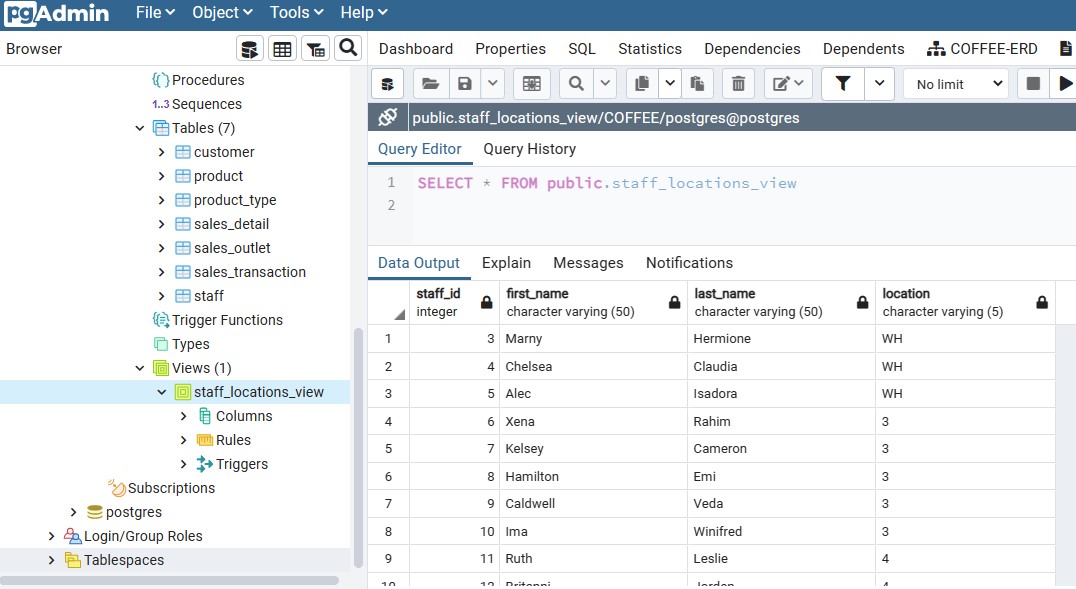 pgAdmin File Object Tools Help
Browser
Dashboard Properties SQL Statistics Dependencies Dependents COFFEE-ERD
Procedures
1..3 Sequences
Tables (7)
customer
product
product_type
sales_detail
sales_outlet
sales_transaction
staff
Trigger Functions
Types
Views (1)
staff_locations_view
Columns
Rules
Triggers
Subscriptions
postgres
Login/Group Roles
Tablespaces
No limit
public.staff_locations_view/COFFEE/postgres@postgres
Query Editor Query History
1 SELECT * FROM public.staff_locations_view
2
Data Output Explain Messages Notifications
staff_id first_name last_name location
integer character varying (50) character varying (50) character varying (5)
1 3 Marny Hermione WH
2 4 Chelsea Claudia WH
3 5 Alec Isadora WH
4 6 Xena Rahim 3
5 7 Kelsey Cameron 3
6 8 Hamilton Emi 3
7 9 Caldwell Veda 3
8 10 Ima Winifred 3
9 11 Ruth Leslie 4
10 12 Britanni Jordan 4